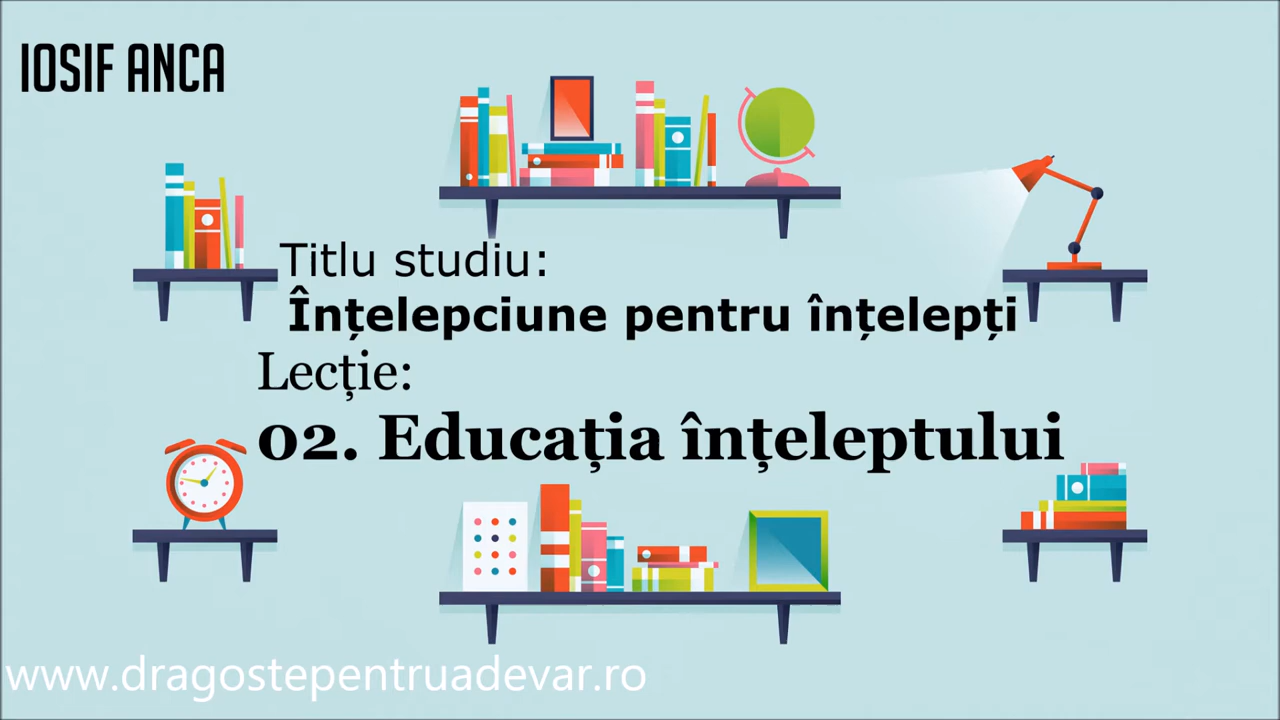 IOSIF ANCA
Titlu studiu:
Înțelepciune pentru înțelepți
Lecție:
02. Educația înțeleptului
www.dragostepentruadevar.ro